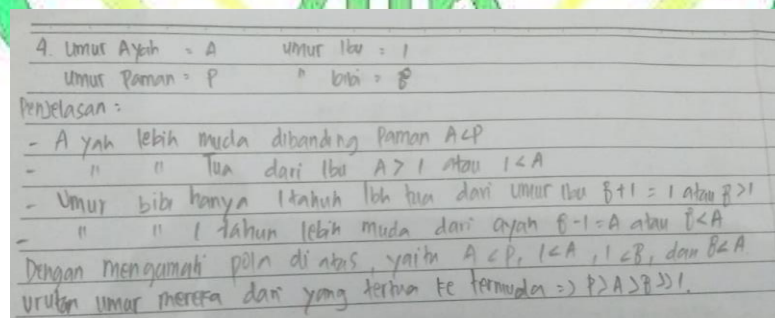 4. Umur Ayah = A Umur Ibu = I
Umur Paman = P " bibi = B
Penjelasan :
- Ayah lebih muda dibanding Paman A<P
- " " Tua dari Ibu A > I atau I < A
- Umur bibi hanya 1 tahun lbh tua dari umur Ibu B+1 = I atau B>I
- " " 1 tahun lebih muda dari ayah B-1=A atau B<A
Dengan mengamati pola di atas, yaitu A<P, I<A, I<B, dan B<A
urutan umar mereka dari yang tertua ke termuda => P>A>B>I.